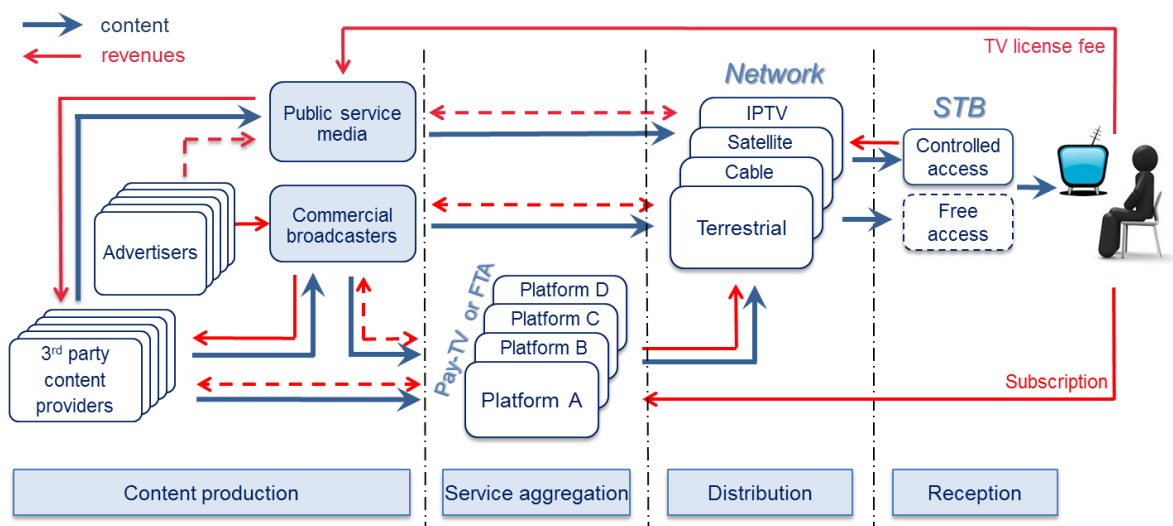 content
revenues
TV license fee
Network
STB
Public service
media
IPTV
Satellite
Cable
Terrestrial
Controlled
access
Free
access
Advertisers
Commercial
broadcasters
Pay-TV or FTA
Platform D
Platform C
Platform B
Platform A
3rd party
content
providers
Subscription
Content production
Service aggregation
Distribution
Reception